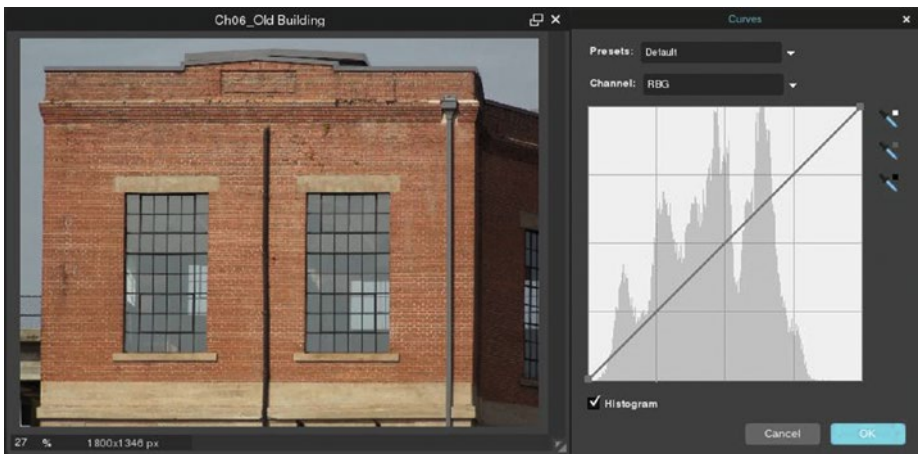 Ch06_Old Building
27 % 1800x1346 px
Curves
Presets: Default
Channel: RBG
Histogram
Cancel OK